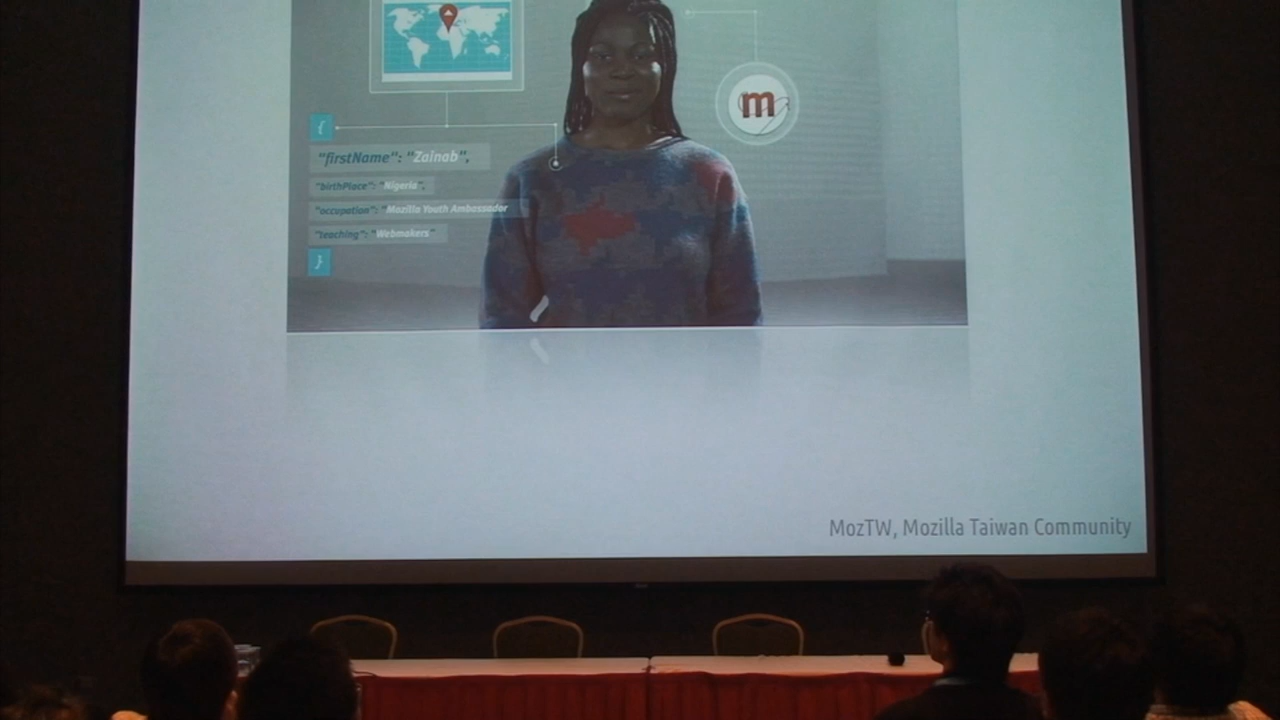 m
{
"firstName": "Zainab",
"birthPlace": "Nigeria",
"occupation": "Mozilla Youth Ambassador
"teaching": "Webmakers"
}
MozTW, Mozilla Taiwan Community